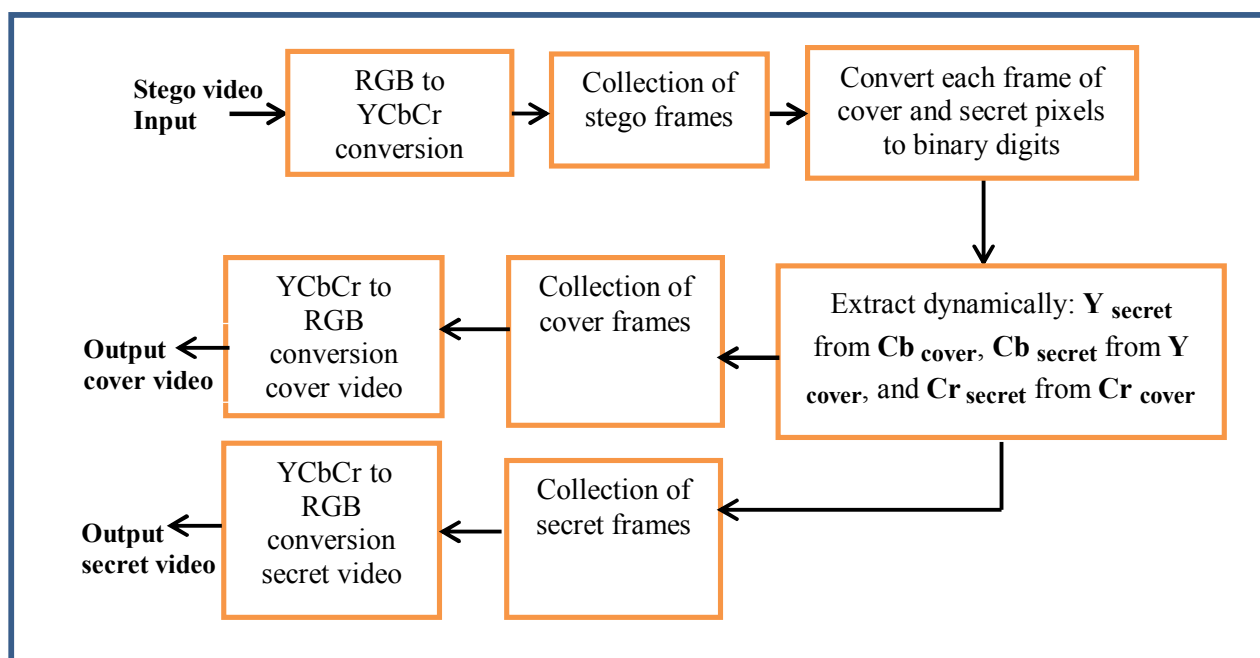 Stego video
Input
RGB to
YCbCr
conversion
Collection of
stego frames
Convert each frame of
cover and secret pixels
to binary digits
Extract dynamically: Y secret
from Cb cover, Cb secret from Y
cover, and Cr secret from Cr cover
Collection of
cover frames
YCbCr to
RGB
conversion
cover video
Output
cover video
Collection of
secret frames
YCbCr to
RGB
conversion
secret video
Output
secret video